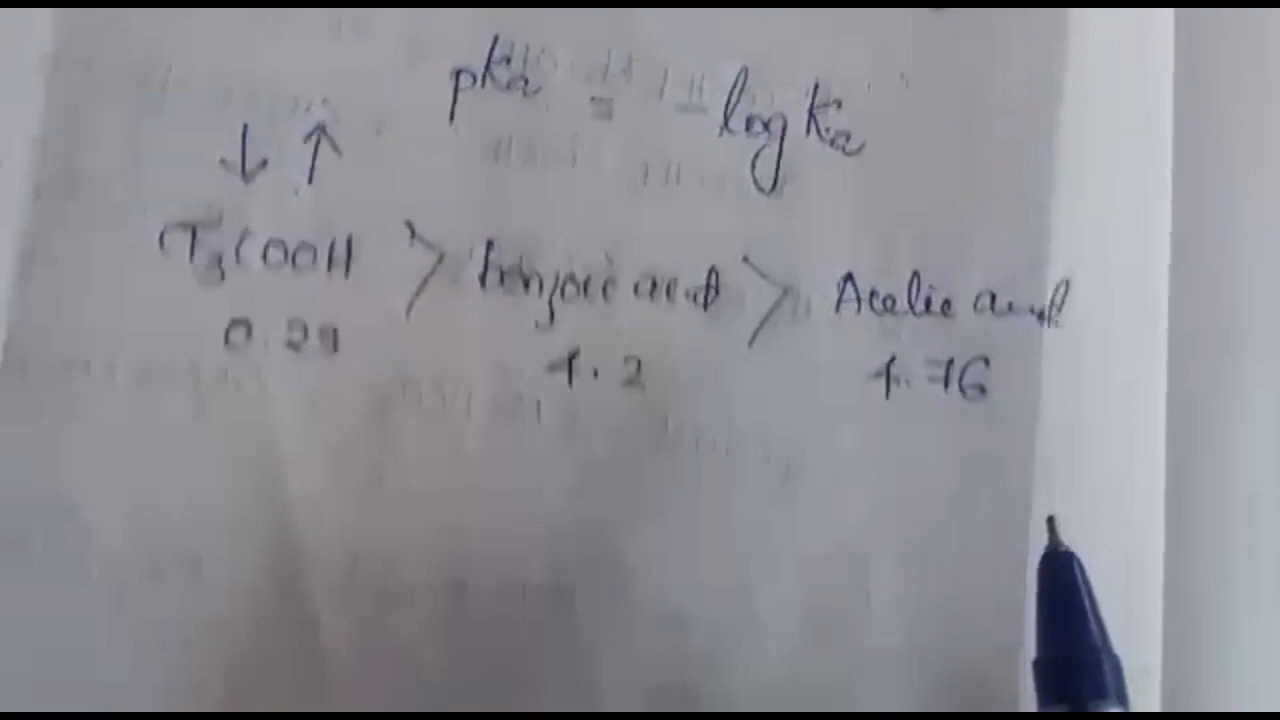 pKa = - log Ka
↓ ↑
CF3COOH > Benzoic acid > Acetic acid
0.23 4.2 4.76